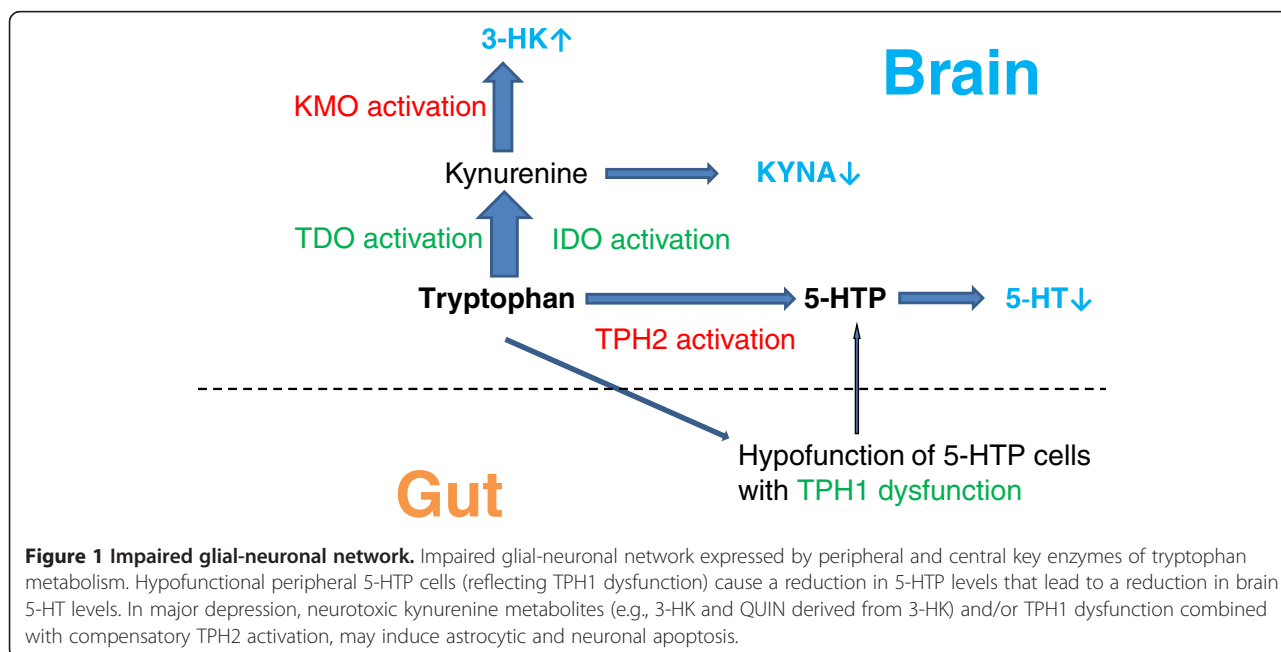 3-HK↑
Brain
KMO activation
Kynurenine
KYNA↓
TDO activation
IDO activation
Tryptophan
5-HTP
5-HT↓
TPH2 activation
Hypofunction of 5-HTP cells
with TPH1 dysfunction
Gut
Figure 1 Impaired glial-neuronal network. Impaired glial-neuronal network expressed by peripheral and central key enzymes of tryptophan
metabolism. Hypofunctional peripheral 5-HTP cells (reflecting TPH1 dysfunction) cause a reduction in 5-HTP levels that lead to a reduction in brain
5-HT levels. In major depression, neurotoxic kynurenine metabolites (e.g., 3-HK and QUIN derived from 3-HK) and/or TPH1 dysfunction combined
with compensatory TPH2 activation, may induce astrocytic and neuronal apoptosis.